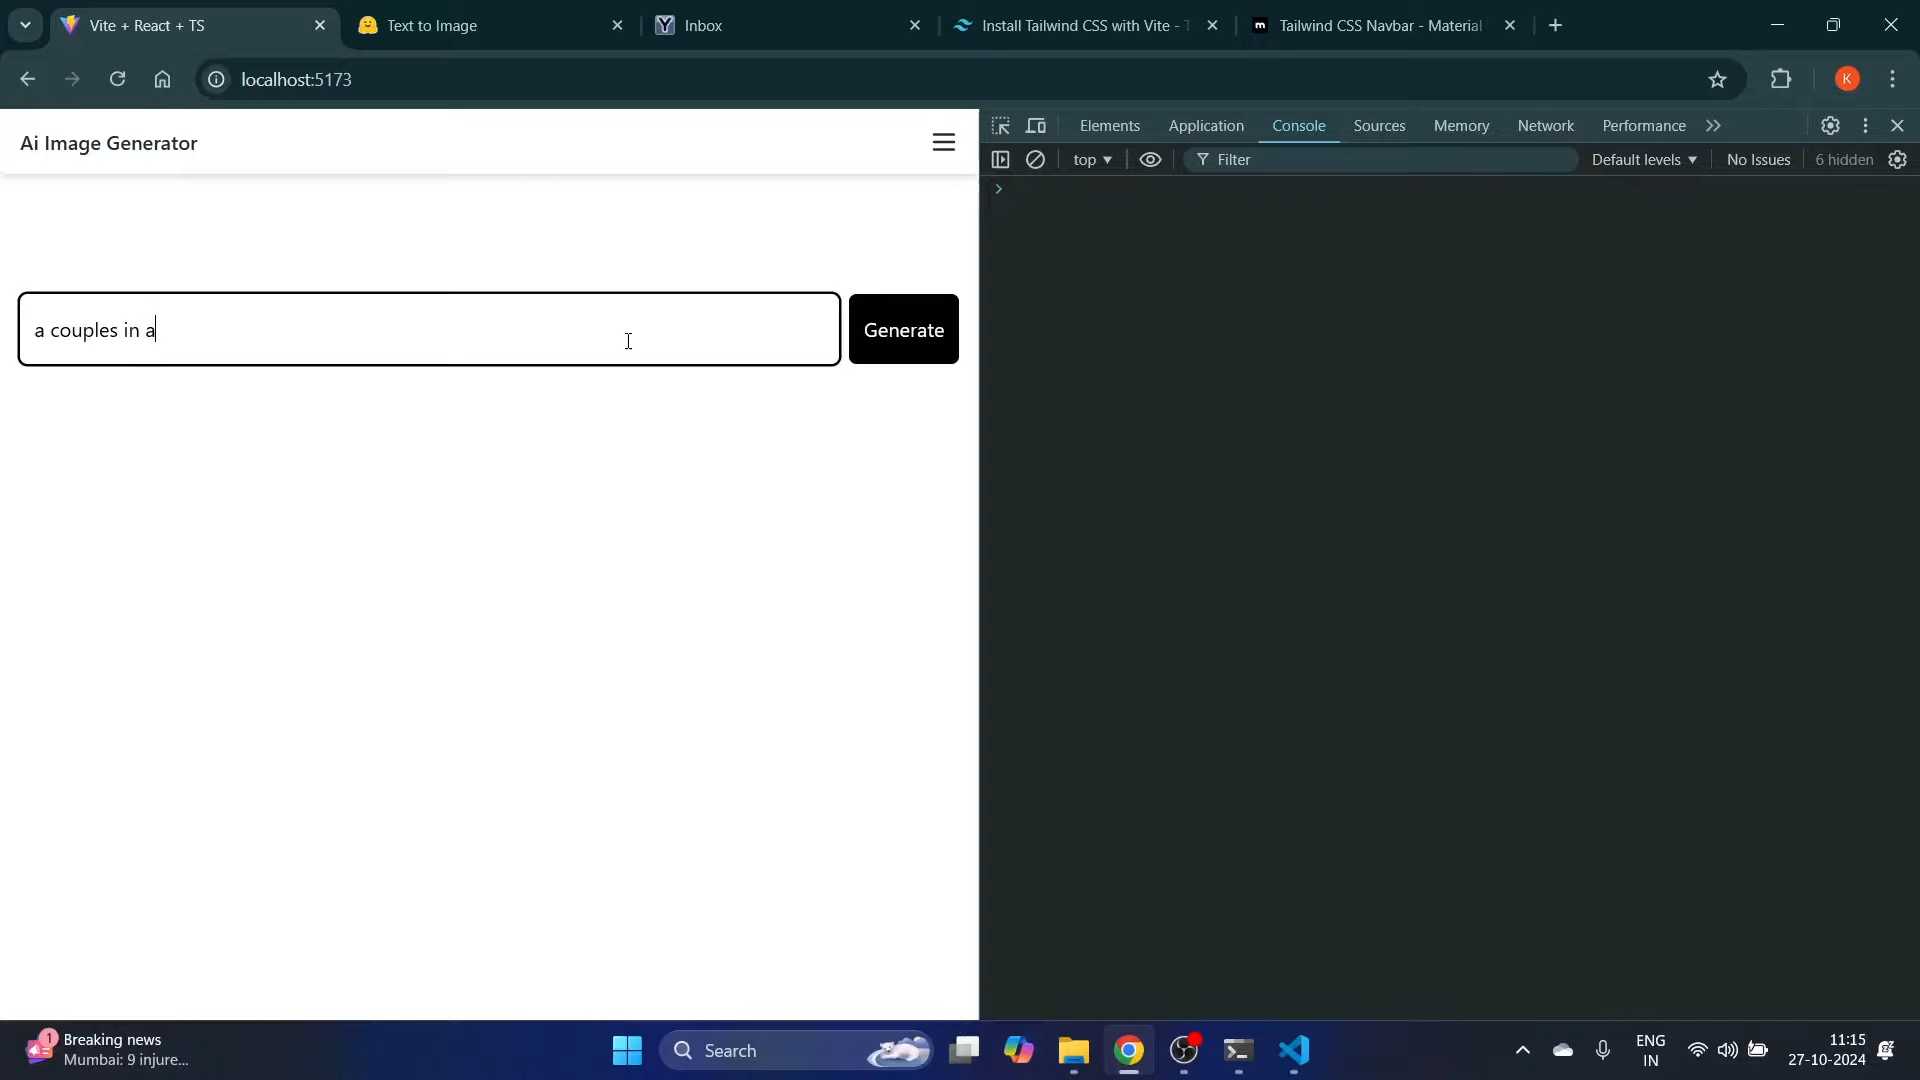 Vite + React + TS
Text to Image
Inbox
Install Tailwind CSS with Vite -
Tailwind CSS Navbar - Material
localhost:5173
K
Ai Image Generator
a couples in a
Generate
Elements
Application
Console
Sources
Memory
Network
Performance
top
Filter
Default levels
No Issues
6 hidden
1
Breaking news
Mumbai: 9 injure...
Search
ENG
IN
11:15
27-10-2024